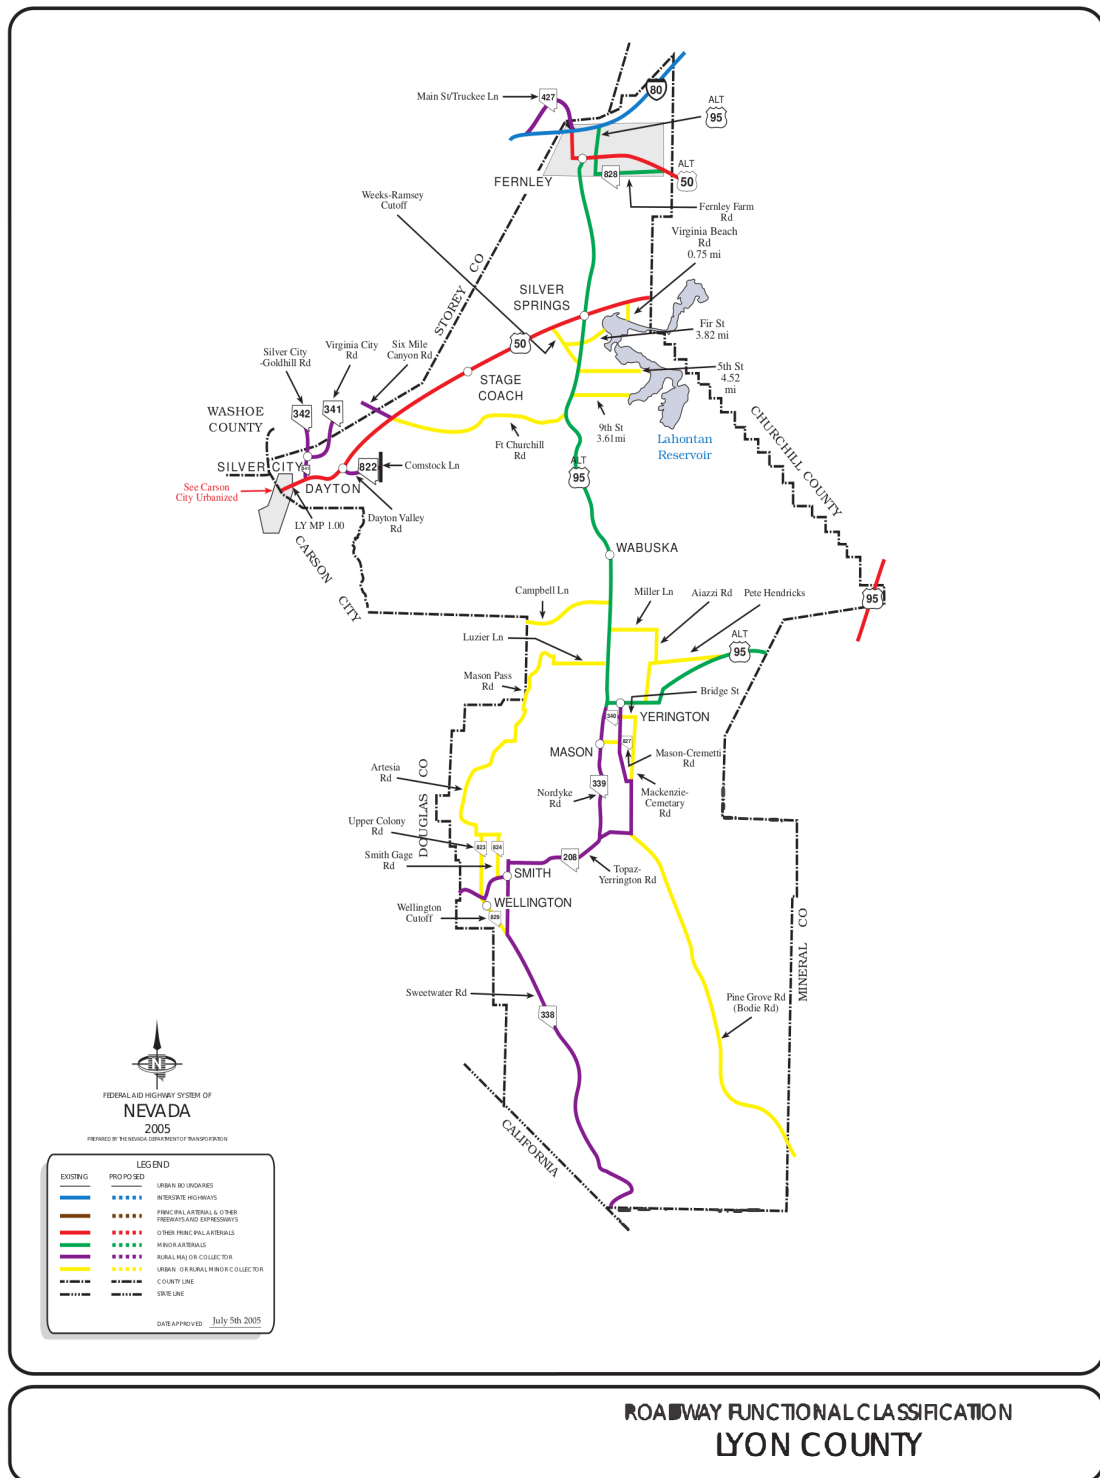 Main St/Truckee Ln
427
80
ALT
95
ALT
50
FERNLEY
828
Fernley Farm
Rd
Weeks-Ramsey
Cutoff
Virginia Beach
Rd
0.75 mi
STOREY CO
SILVER
SPRINGS
Fir St
3.82 mi
50
Silver City
-Goldhill Rd
Virginia City
Rd
Six Mile
Canyon Rd
5th St
4.52
mi
STAGE
COACH
342
341
WASHOE
COUNTY
9th St
3.61mi
Ft Churchill
Rd
Lahontan
Reservoir
CHURCHILL COUNTY
ALT
95
SILVER CITY
822
Comstock Ln
See Carson
City Urbanized
DAYTON
LY MP 1.00
Dayton Valley
Rd
CARSON CITY
WABUSKA
95
Campbell Ln
Miller Ln
Aiazzi Rd
Pete Hendricks
Luzier Ln
ALT
95
Mason Pass
Rd
Bridge St
340
YERINGTON
827
MASON
Mason-Cremetti
Rd
Artesia
Rd
DOUGLAS CO
339
Nordyke
Rd
Mackenzie-
Cemetary
Rd
Upper Colony
Rd
823
824
Smith Gage
Rd
208
SMITH
Topaz-
Yerrington Rd
WELLINGTON
Wellington
Cutoff
829
MINERAL CO
Sweetwater Rd
338
Pine Grove Rd
(Bodie Rd)
CALIFORNIA
N
FEDERAL AID HIGHWAY SYSTEM OF
NEVADA
2005
PREPARED BY THE NEVADA DEPARTMENT OF TRANSPORTATION
LEGEND
EXISTING PROPOSED
URBAN BOUNDARIES
INTERSTATE HIGHWAYS
PRINCIPAL ARTERIAL & OTHER
FREEWAYS AND EXPRESSWAYS
OTHER PRINCIPAL ARTERIALS
MINOR ARTERIALS
RURAL MAJOR COLLECTOR
URBAN OR RURAL MINOR COLLECTOR
COUNTY LINE
STATE LINE
DATE APPROVED July 5th 2005
ROADWAY FUNCTIONAL CLASSIFICATION
LYON COUNTY